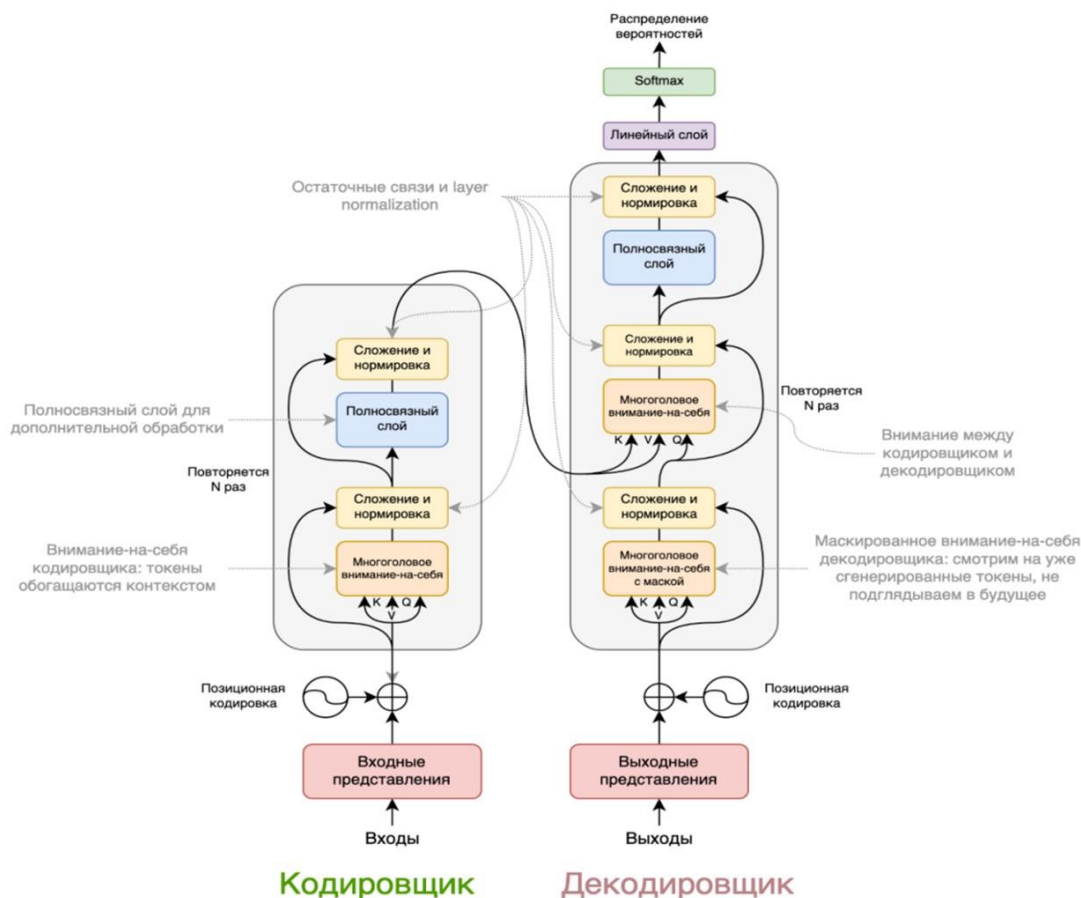 Распределение
вероятностей
Softmax
Линейный слой
Остаточные связи и layer
normalization
Сложение и
нормировка
Полносвязный
слой
Сложение и
нормировка
Сложение и
нормировка
Полносвязный слой для
дополнительной обработки
Полносвязный
слой
Многоголовое
внимание-на-себя
Повторяется
N раз
K
V
Q
Внимание между
кодировщиком и
декодировщиком
Повторяется
N раз
Сложение и
нормировка
Сложение и
нормировка
Внимание-на-себя
кодировщика: токены
обогащаются контекстом
Многоголовое
внимание-на-себя
Многоголовое
внимание-на-себя
с маской
Маскированное внимание-на-себя
декодировщика: смотрим на уже
сгенерированные токены, не
подглядываем в будущее
K
Q
V
K
Q
V
Позиционная
кодировка
Позиционная
кодировка
Входные
представления
Выходные
представления
Входы
Выходы
Кодировщик
Декодировщик